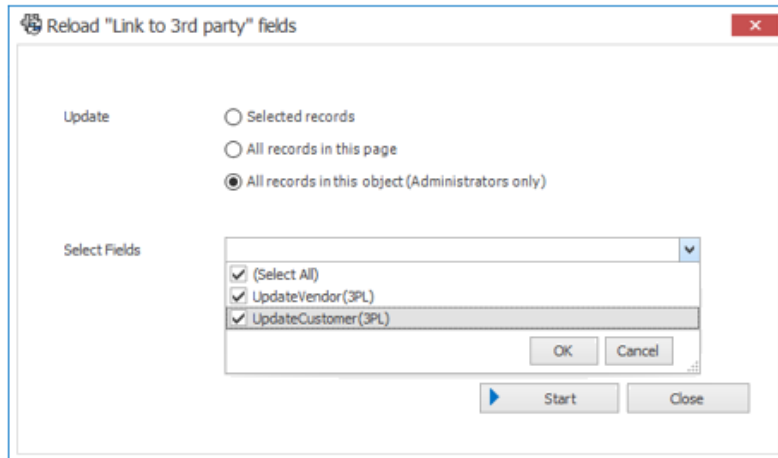 Reload "Link to 3rd party" fields
Update
Selected records
All records in this page
All records in this object (Administrators only)
Select Fields
(Select All)
UpdateVendor(3PL)
UpdateCustomer(3PL)
OK Cancel
Start Close